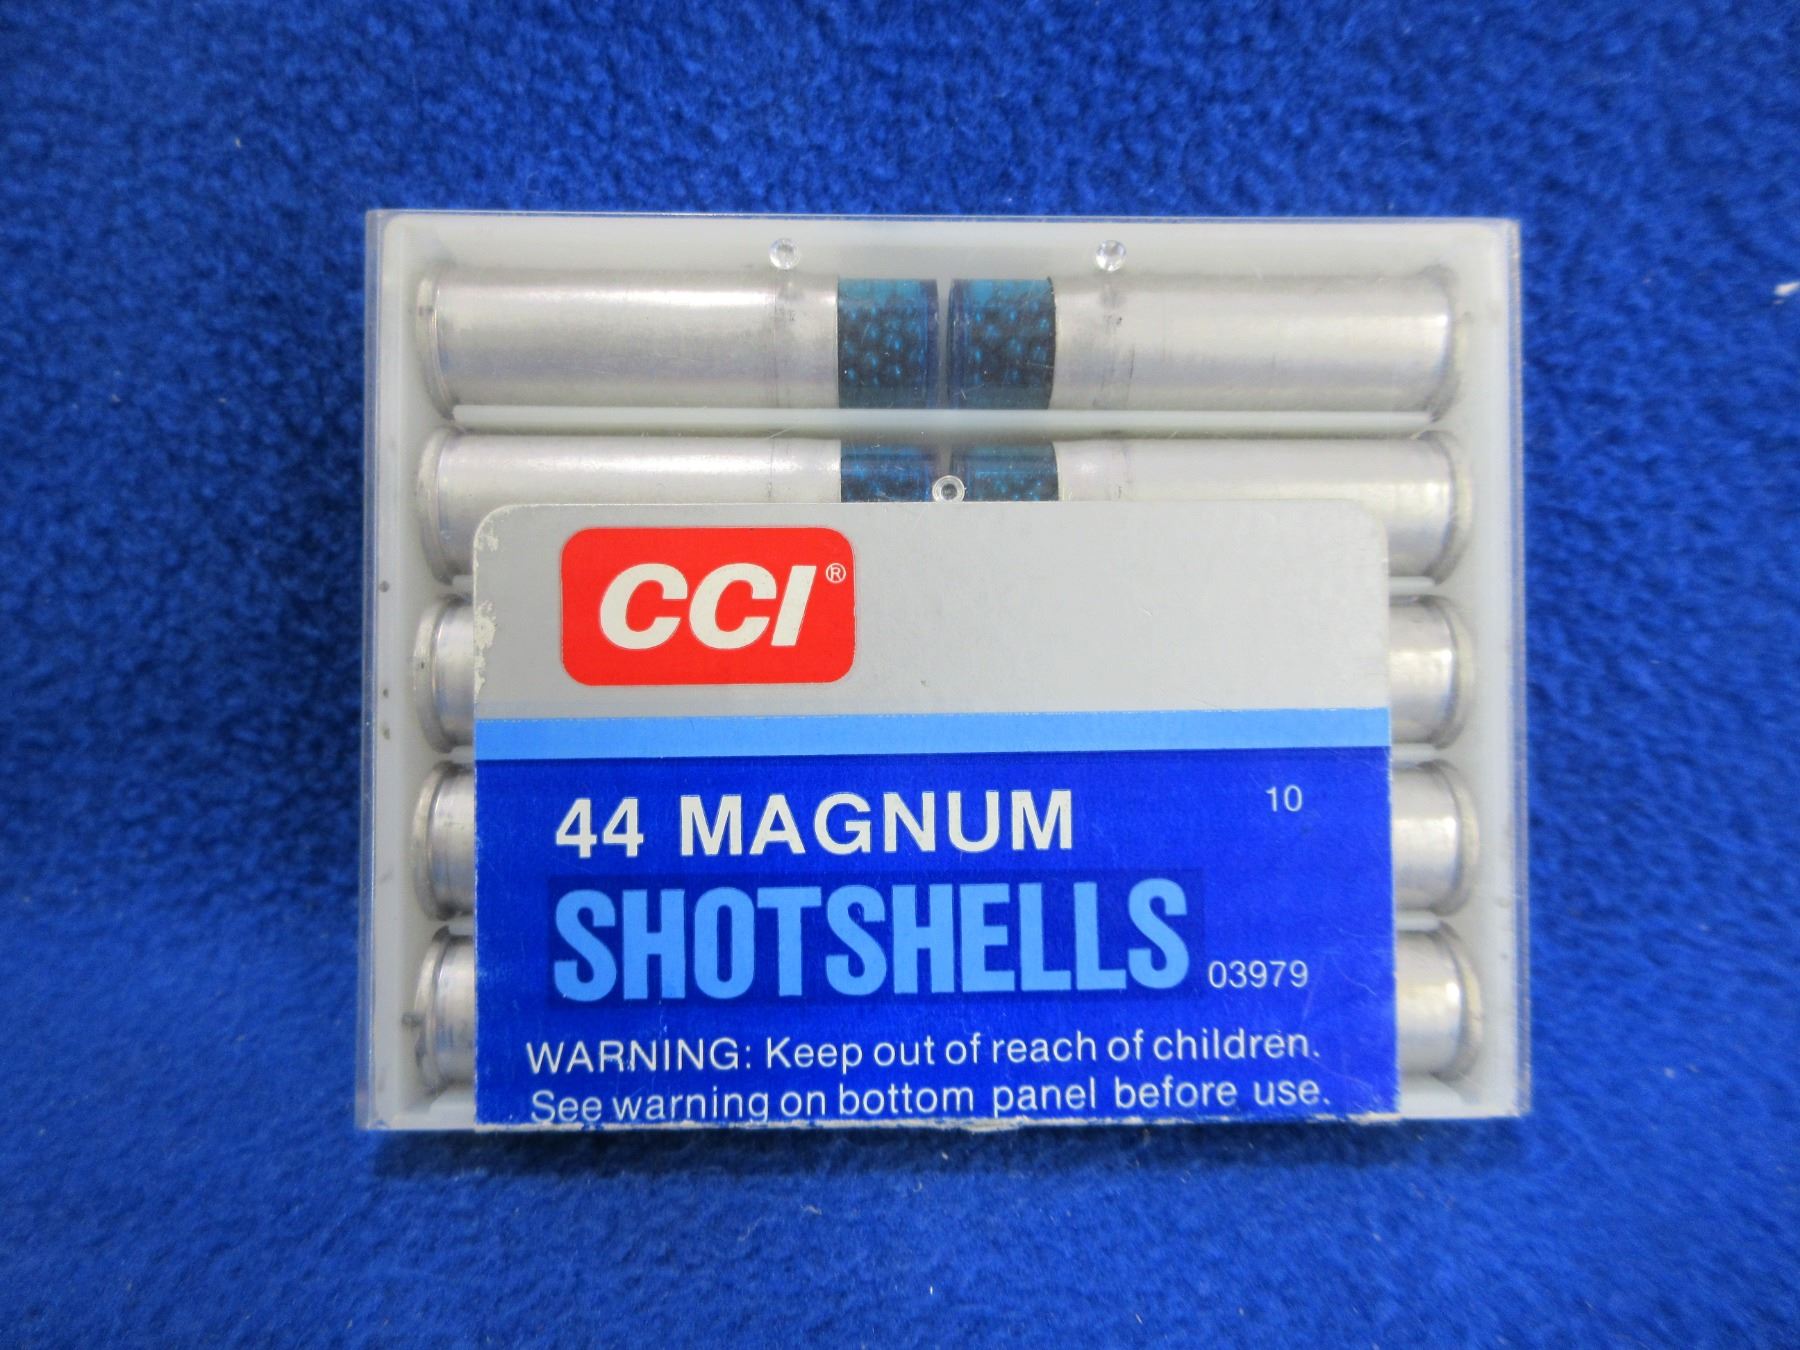 CCI®
44 MAGNUM 10
SHOTSHELLS 03979
WARNING: Keep out of reach of children.
See warning on bottom panel before use.